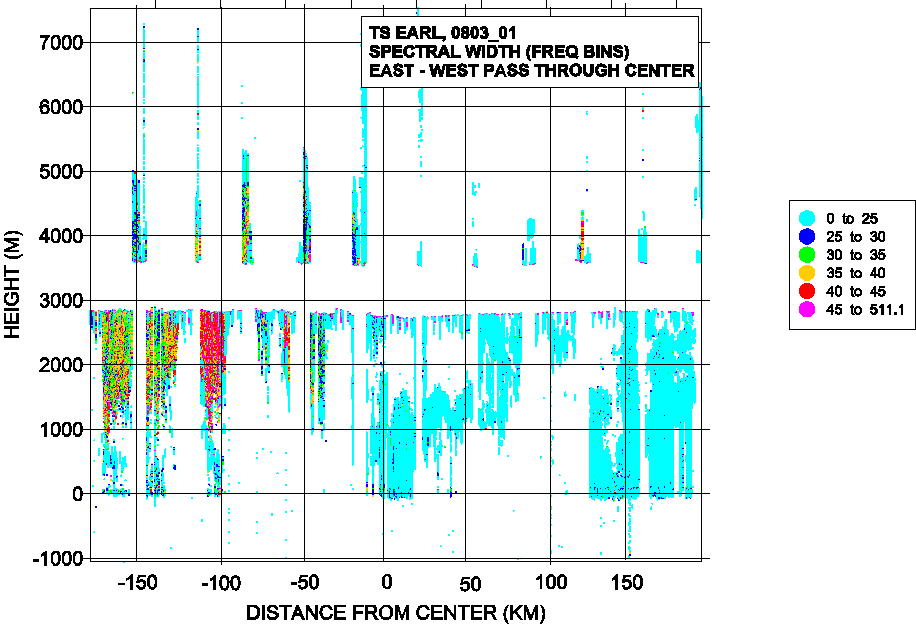 TS EARL, 0803_01
SPECTRAL WIDTH (FREQ BINS)
EAST - WEST PASS THROUGH CENTER
7000
6000
5000
4000
3000
2000
1000
0
-1000
HEIGHT (M)
0 to 25
25 to 30
30 to 35
35 to 40
40 to 45
45 to 511.1
-150 -100 -50 0 50 100 150
DISTANCE FROM CENTER (KM)